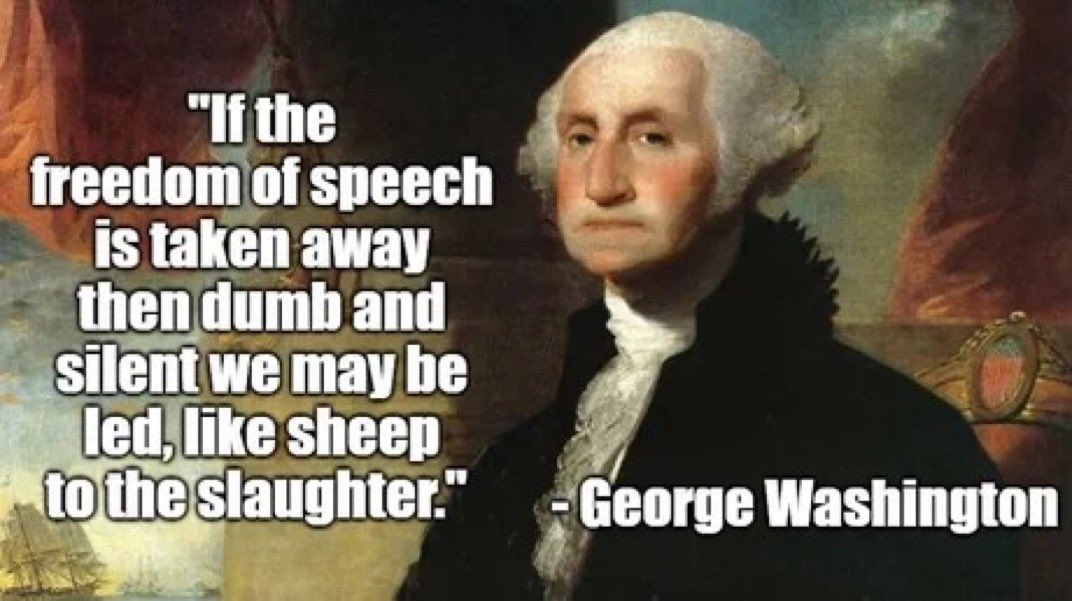 "If the
freedom of speech
is taken away
then dumb and
silent we may be
led, like sheep
to the slaughter."
- George Washington